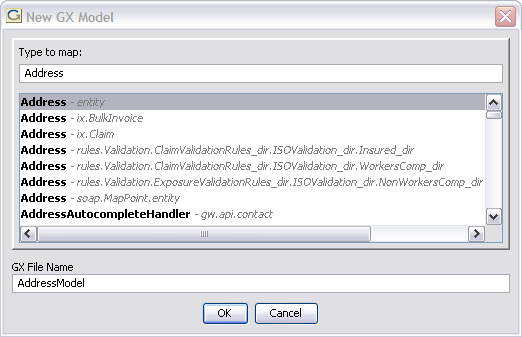 New GX Model
Type to map:
Address
Address - entity
Address - ix.BulkInvoice
Address - ix.Claim
Address - rules.Validation.ClaimValidationRules_dir.ISOValidation_dir.Insured_dir
Address - rules.Validation.ClaimValidationRules_dir.ISOValidation_dir.WorkersComp_dir
Address - rules.Validation.ExposureValidationRules_dir.ISOValidation_dir.NonWorkersComp_dir
Address - soap.MapPoint.entity
AddressAutocompleteHandler - gw.api.contact
GX File Name
AddressModel
OK Cancel